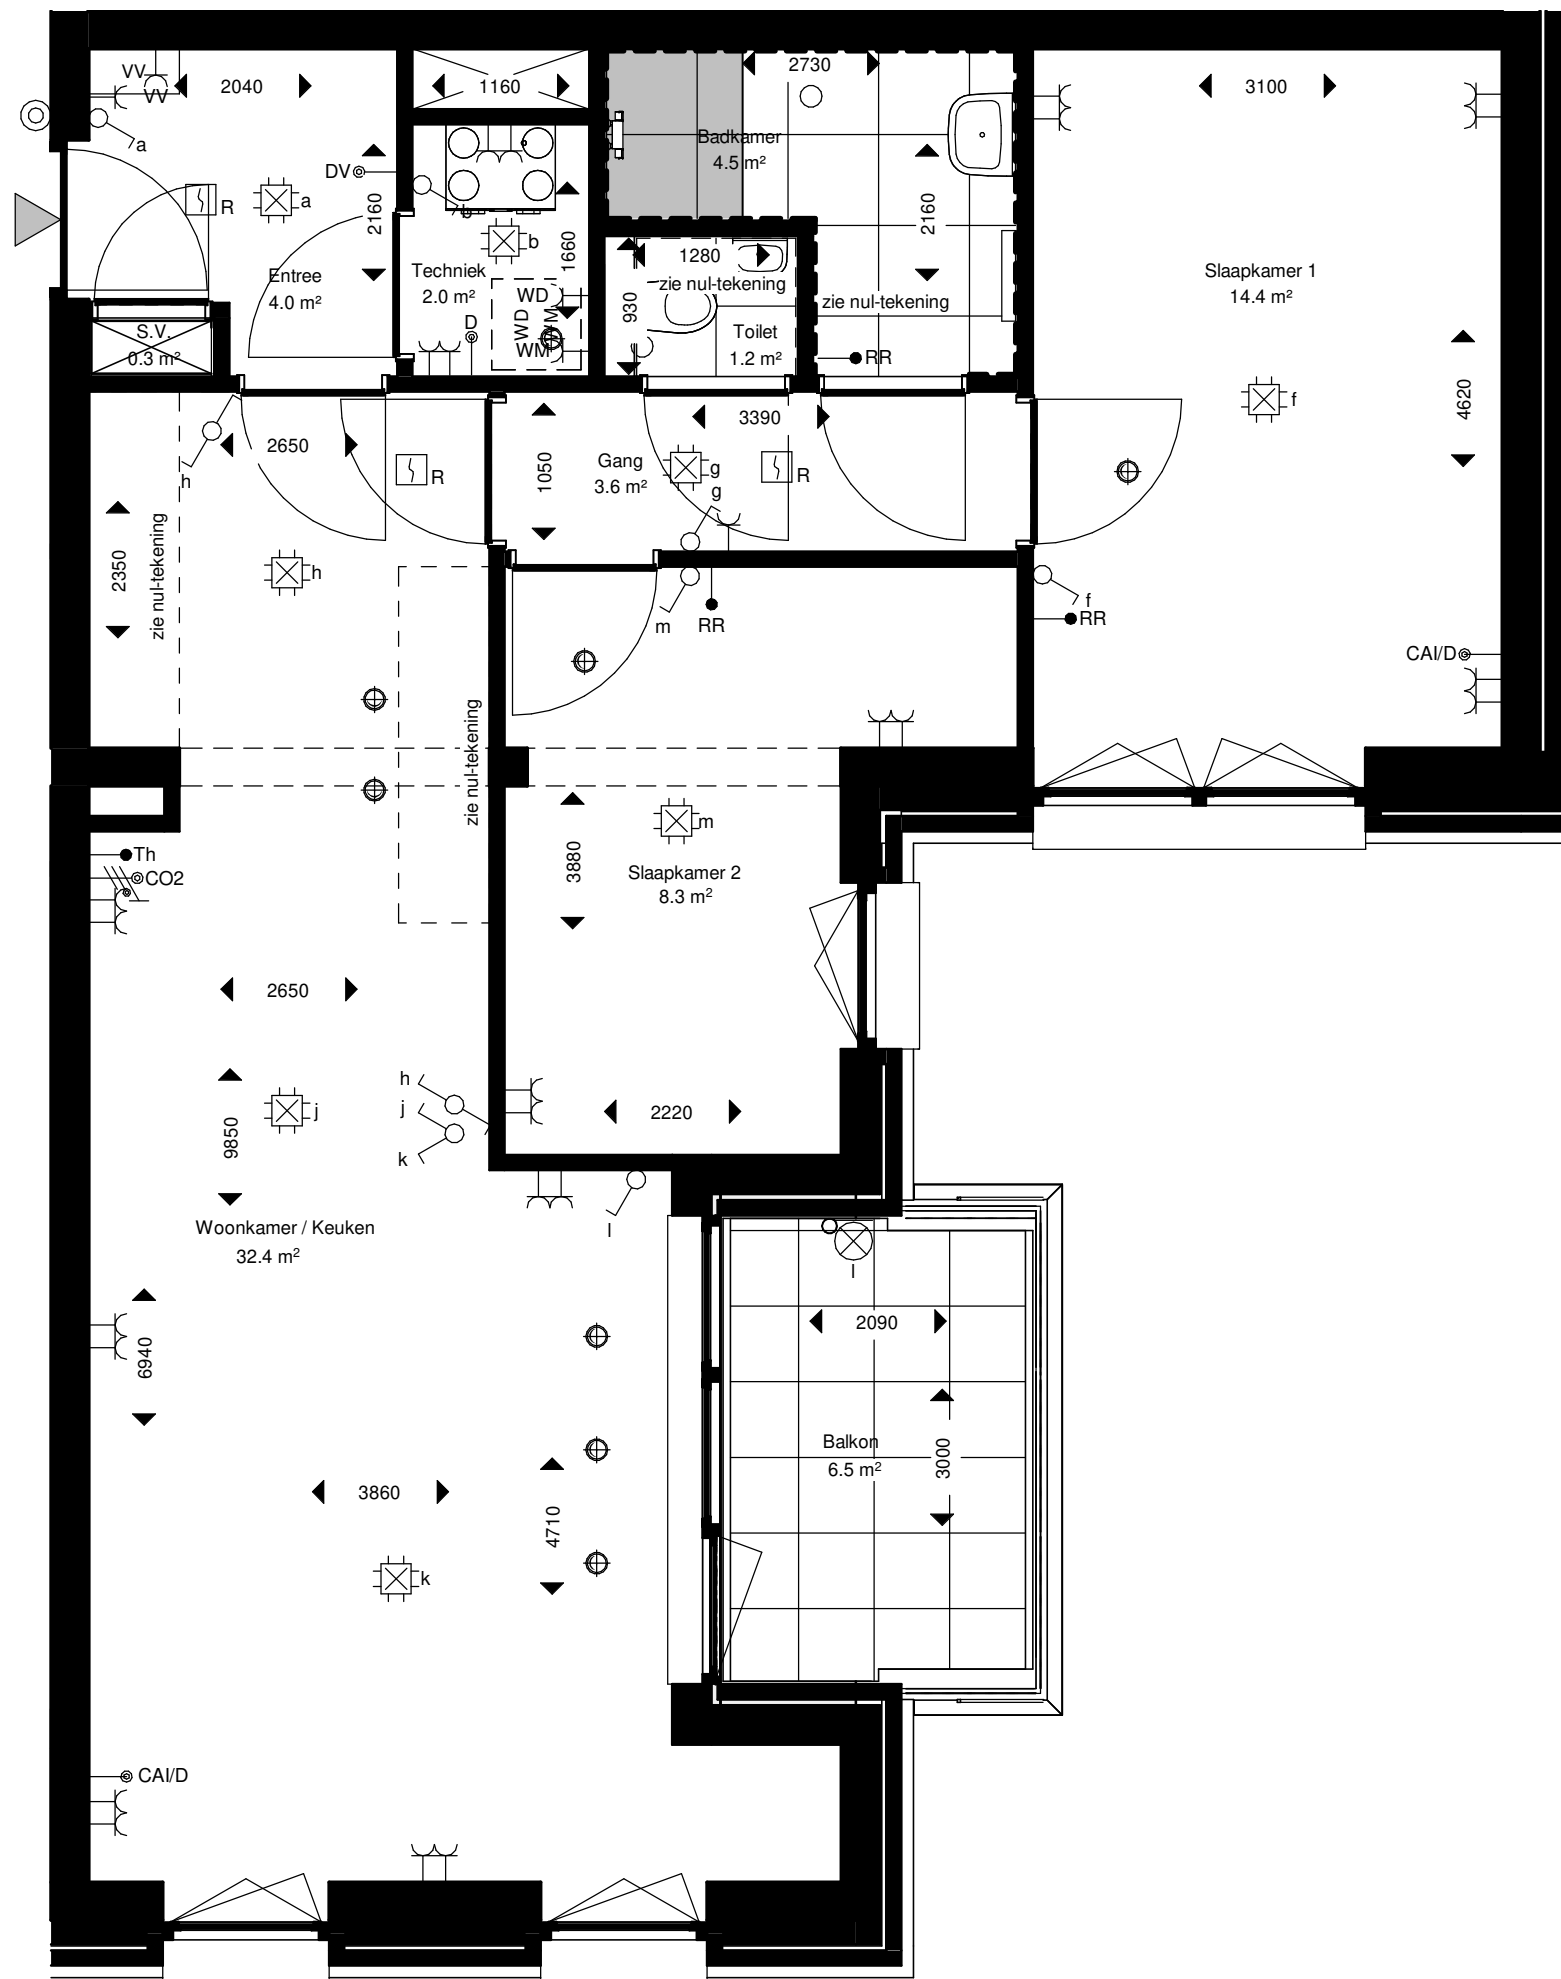 VV
VV
2040
1160
2730
3100
a
Badkamer
4.5 m²
DV
R
a
2160
b
b
1660
2160
Entree
4.0 m²
Techniek
2.0 m²
1280
zie nul-tekening
zie nul-tekening
Slaapkamer 1
14.4 m²
WD
WD
WM
WM
930
D
S.V.
0.3 m²
Toilet
1.2 m²
RR
f
4620
2650
3390
h
R
1050
Gang
3.6 m²
g
g
R
2350
zie nul-tekening
h
m
RR
f
RR
CAI/D
zie nul-tekening
m
3880
Slaapkamer 2
8.3 m²
Th
CO2
2650
h
j
k
j
2220
9850
l
Woonkamer / Keuken
32.4 m²
l
6940
2090
Balkon
6.5 m²
3000
3860
4710
k
CAI/D